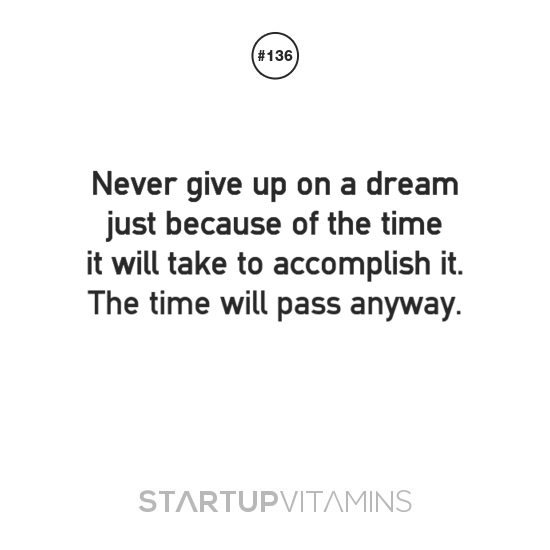 #136
Never give up on a dream
just because of the time
it will take to accomplish it.
The time will pass anyway.
STARTUPVITAMINS